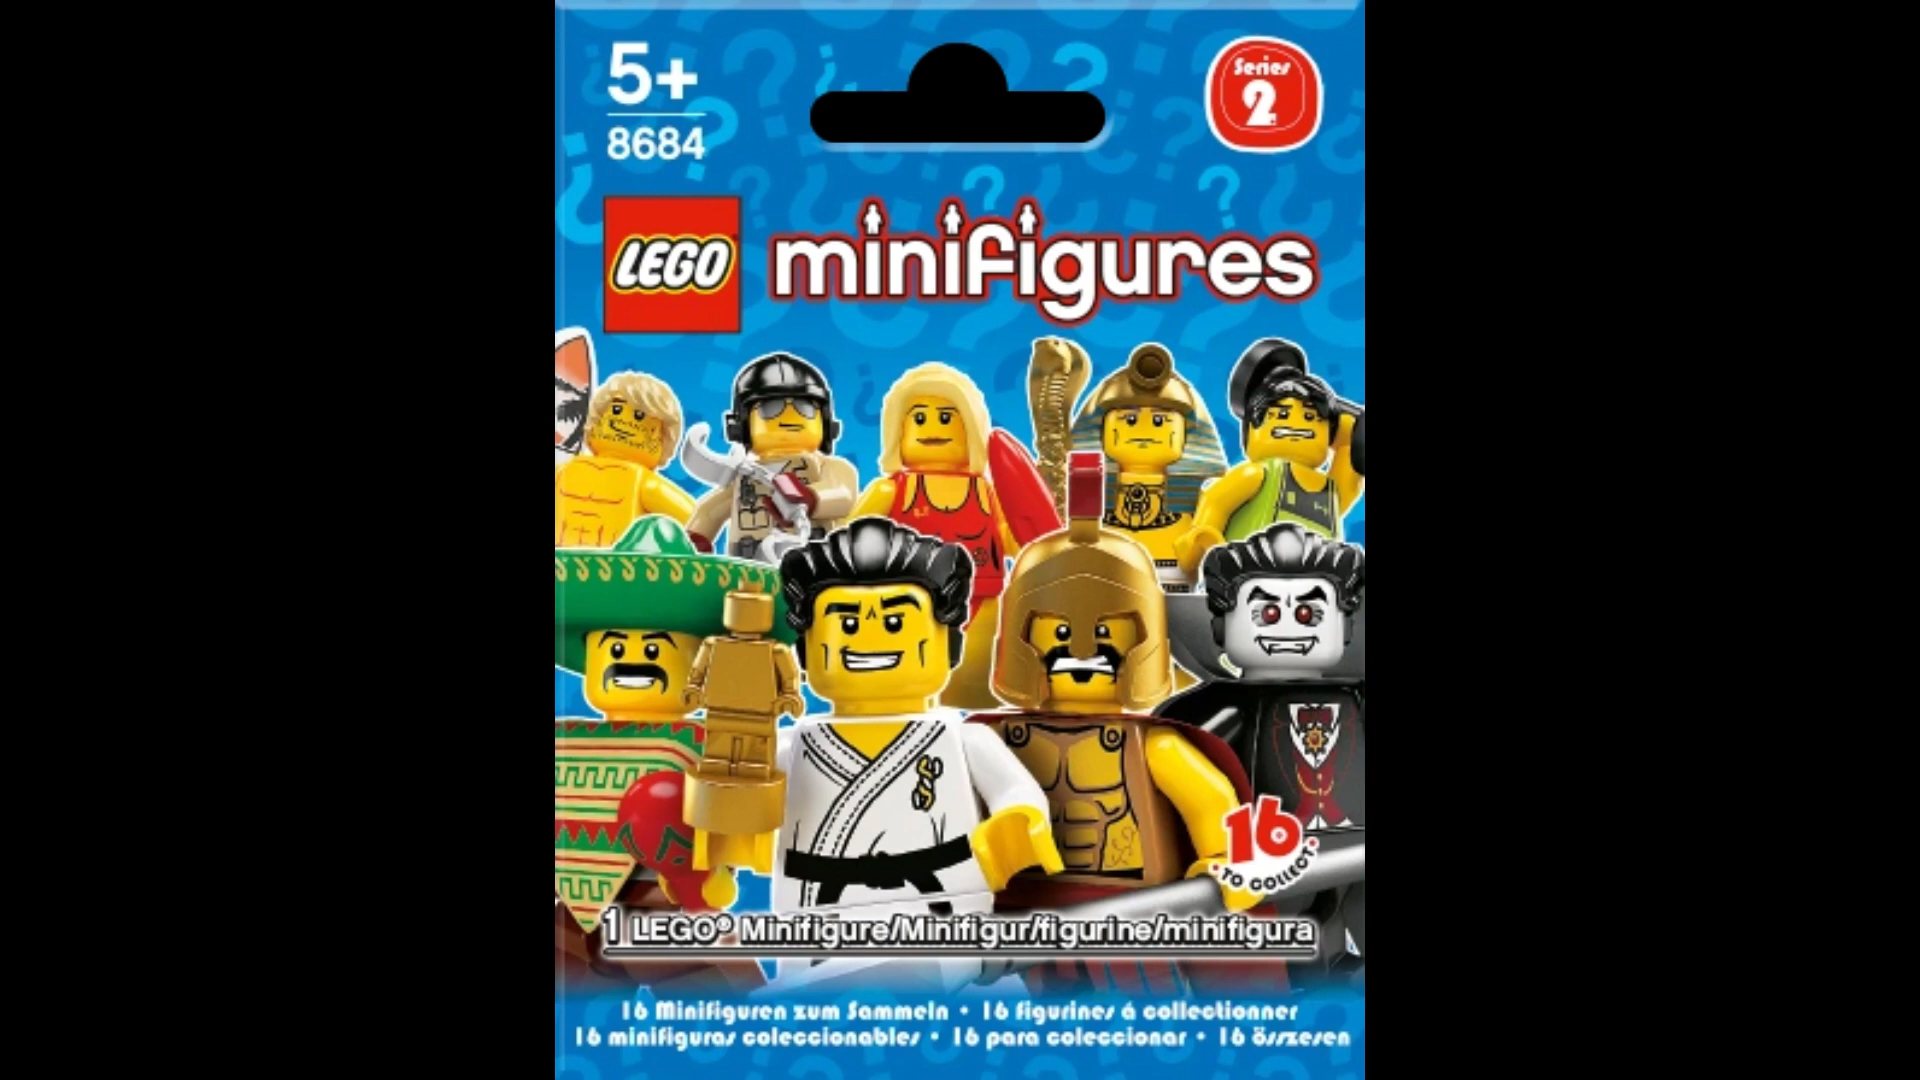 5+
8684
Series
2
LEGO
minifigures
16
TO COLLECT
1 LEGO® Minifigure/Minifigur/figurine/minifigura
16 Minifiguren zum Sammeln • 16 figurines á collectionner
16 minifiguras coleccionables • 16 para coleccionar • 16 összesen